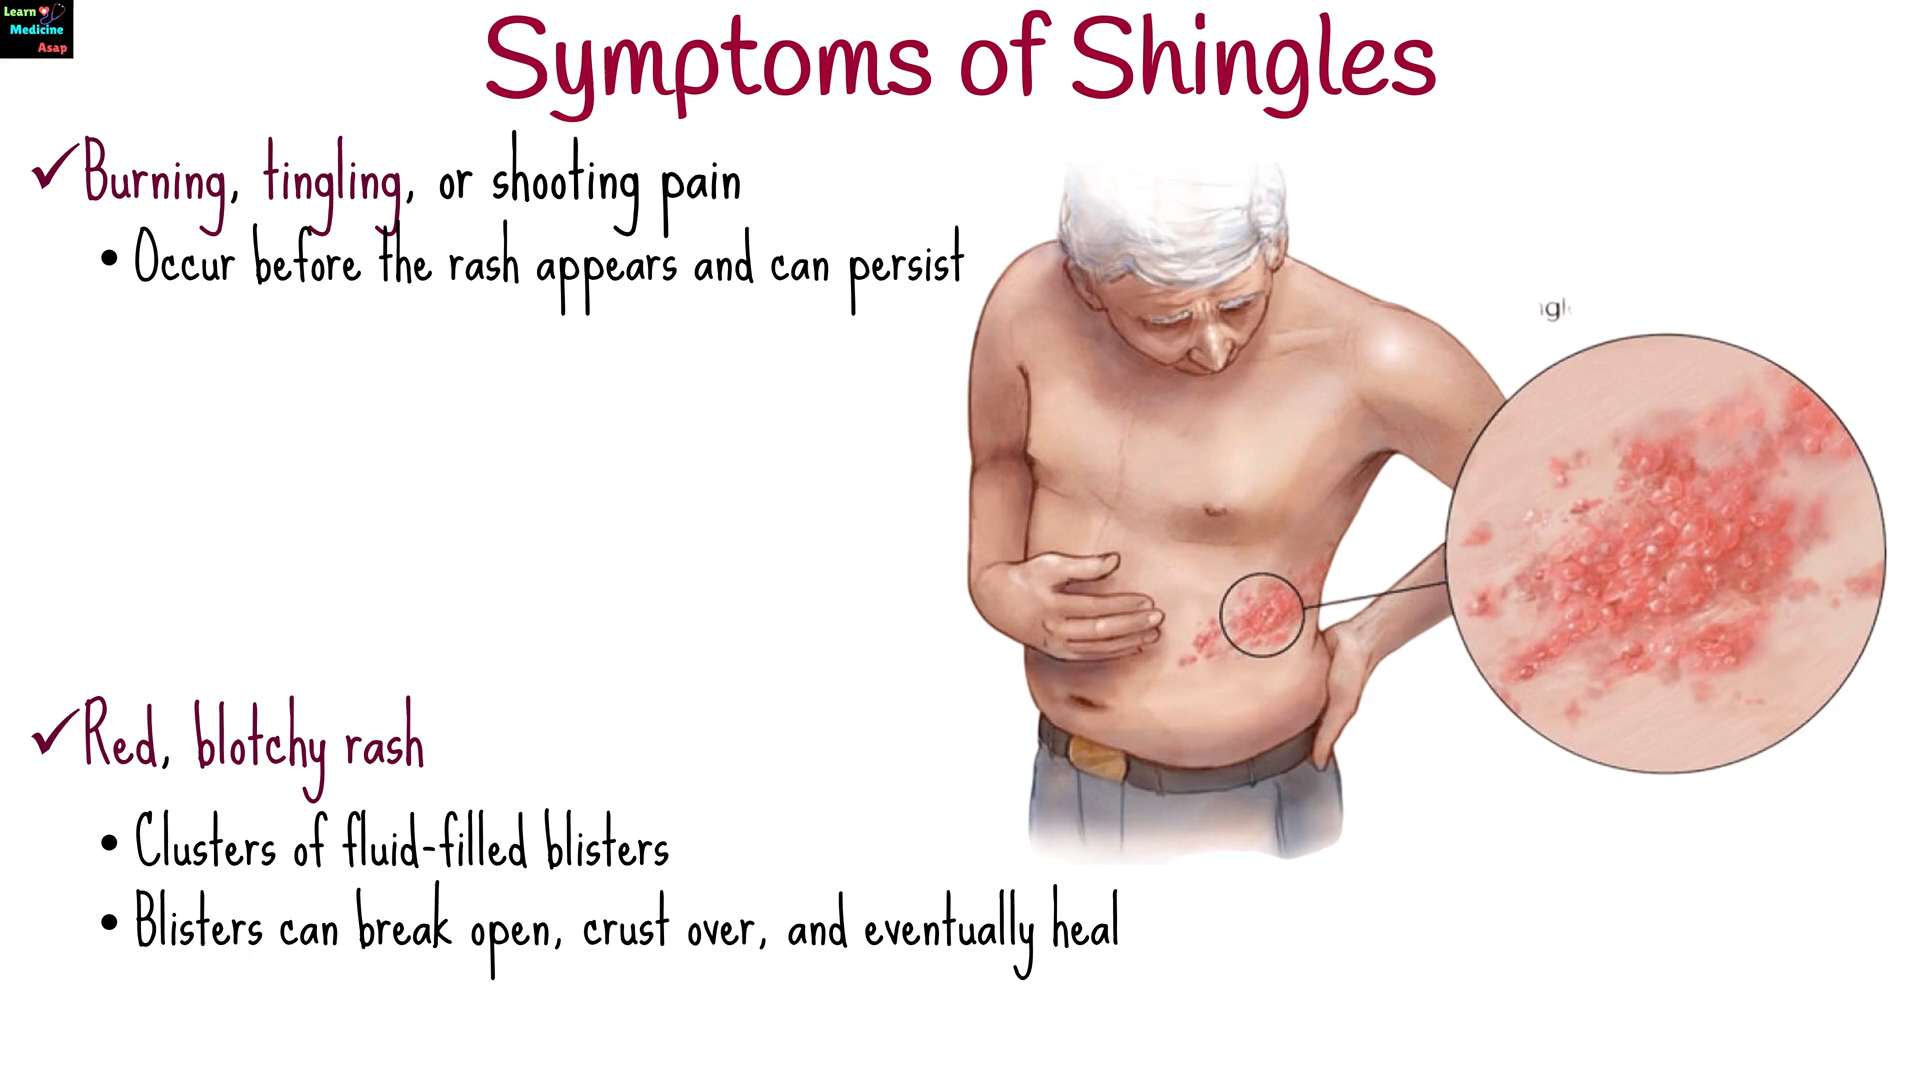 Learn
Medicine
Asap
Symptoms of Shingles
✓Burning, tingling, or shooting pain
• Occur before the rash appears and can persist
✓Red, blotchy rash
• Clusters of fluid-filled blisters
• Blisters can break open, crust over, and eventually heal